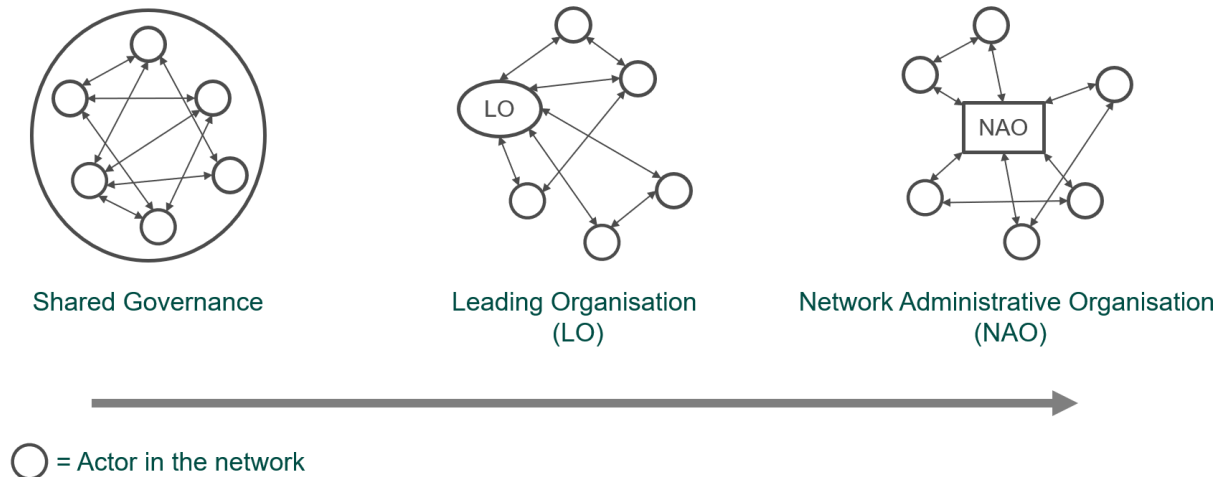 LO
NAO
Shared Governance
Leading Organisation
(LO)
Network Administrative Organisation
(NAO)
= Actor in the network